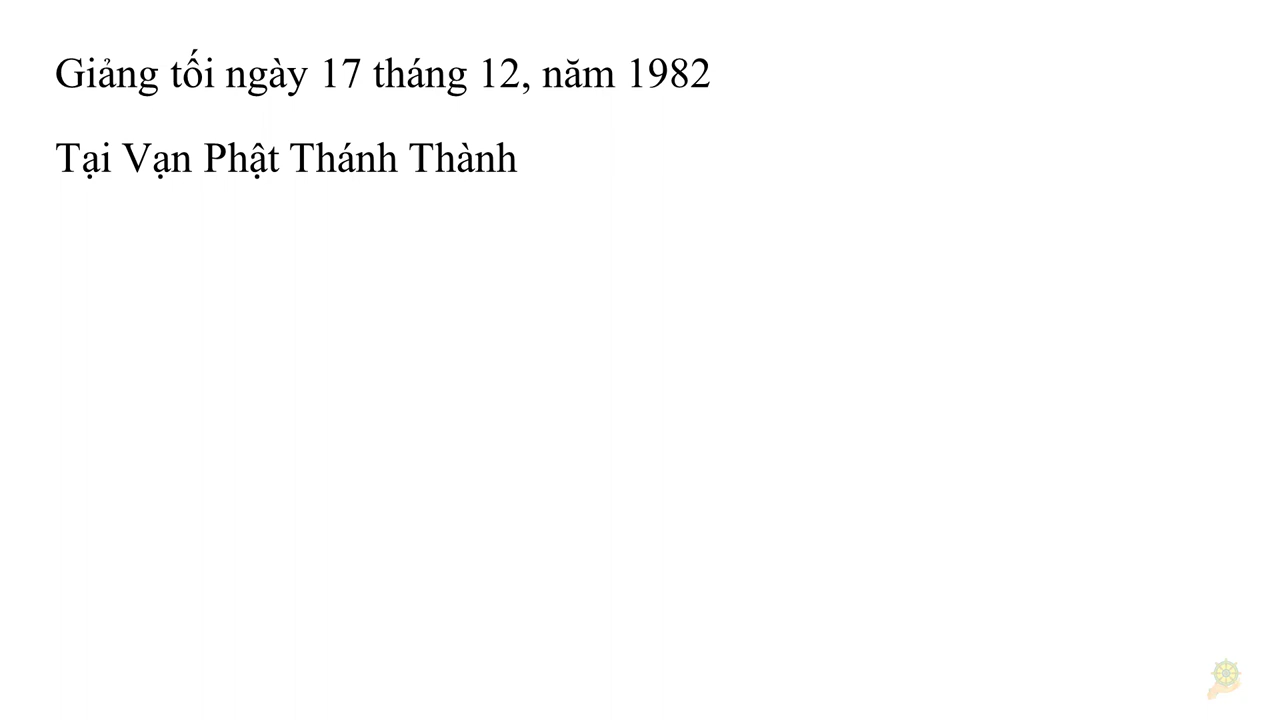 Giảng tối ngày 17 tháng 12, năm 1982
Tại Vạn Phật Thánh Thành